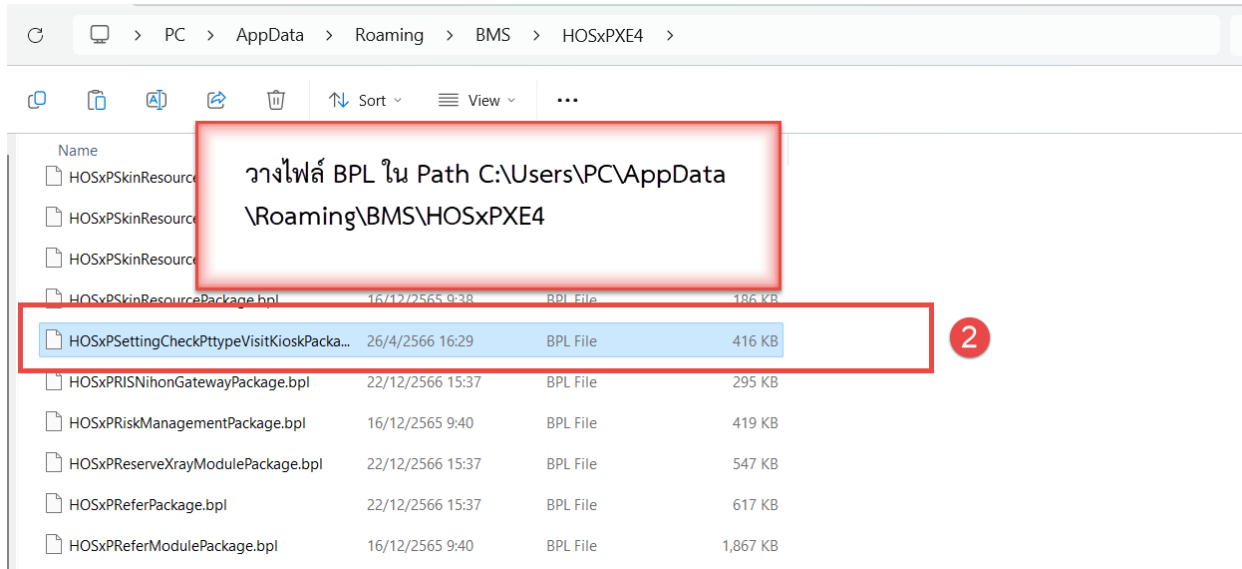 PC > AppData > Roaming > BMS > HOSxPXE4 >
Sort View ...
Name
วางไฟล์ BPL ใน Path C:\Users\PC\AppData
\Roaming\BMS\HOSxPXE4
HOSxPSkinResource
HOSxPSkinResource
HOSxPSkinResource
HOSxPSkinResourcePackage.bpl 16/12/2565 9:38 BPL File 186 KB
HOSxPSettingCheckPttypeVisitKioskPacka... 26/4/2566 16:29 BPL File 416 KB
2
HOSxPRISNihonGatewayPackage.bpl 22/12/2566 15:37 BPL File 295 KB
HOSxPRiskManagementPackage.bpl 16/12/2565 9:40 BPL File 419 KB
HOSxPReserveXrayModulePackage.bpl 22/12/2566 15:37 BPL File 547 KB
HOSxPReferPackage.bpl 22/12/2566 15:37 BPL File 617 KB
HOSxPReferModulePackage.bpl 16/12/2565 9:40 BPL File 1,867 KB